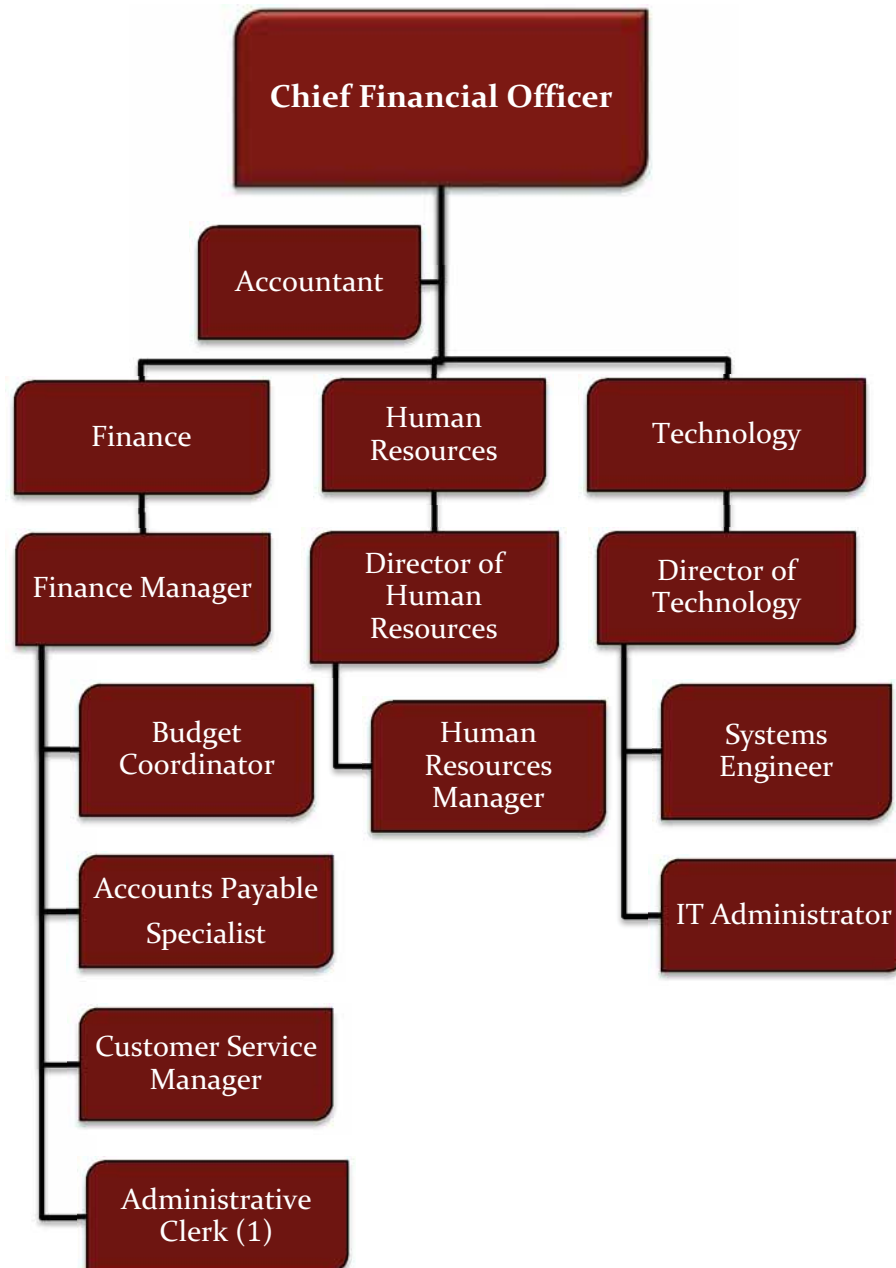 Chief Financial Officer
Accountant
Finance
Human
Resources
Technology
Finance Manager
Director of
Human
Resources
Director of
Technology
Budget
Coordinator
Human
Resources
Manager
Systems
Engineer
Accounts Payable
Specialist
IT Administrator
Customer Service
Manager
Administrative
Clerk (1)